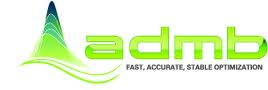 admb
FAST, ACCURATE, STABLE OPTIMIZATION